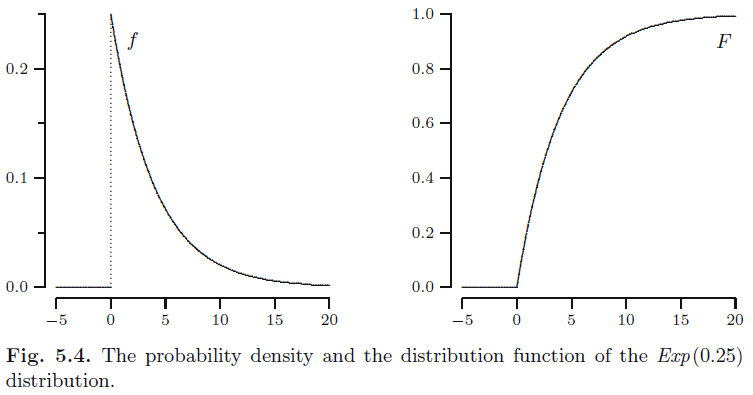 f
0.2
0.1
0.0
−5 0 5 10 15 20
1.0
F
0.8
0.6
0.4
0.2
0.0
−5 0 5 10 15 20
Fig. 5.4. The probability density and the distribution function of the Exp(0.25)
distribution.